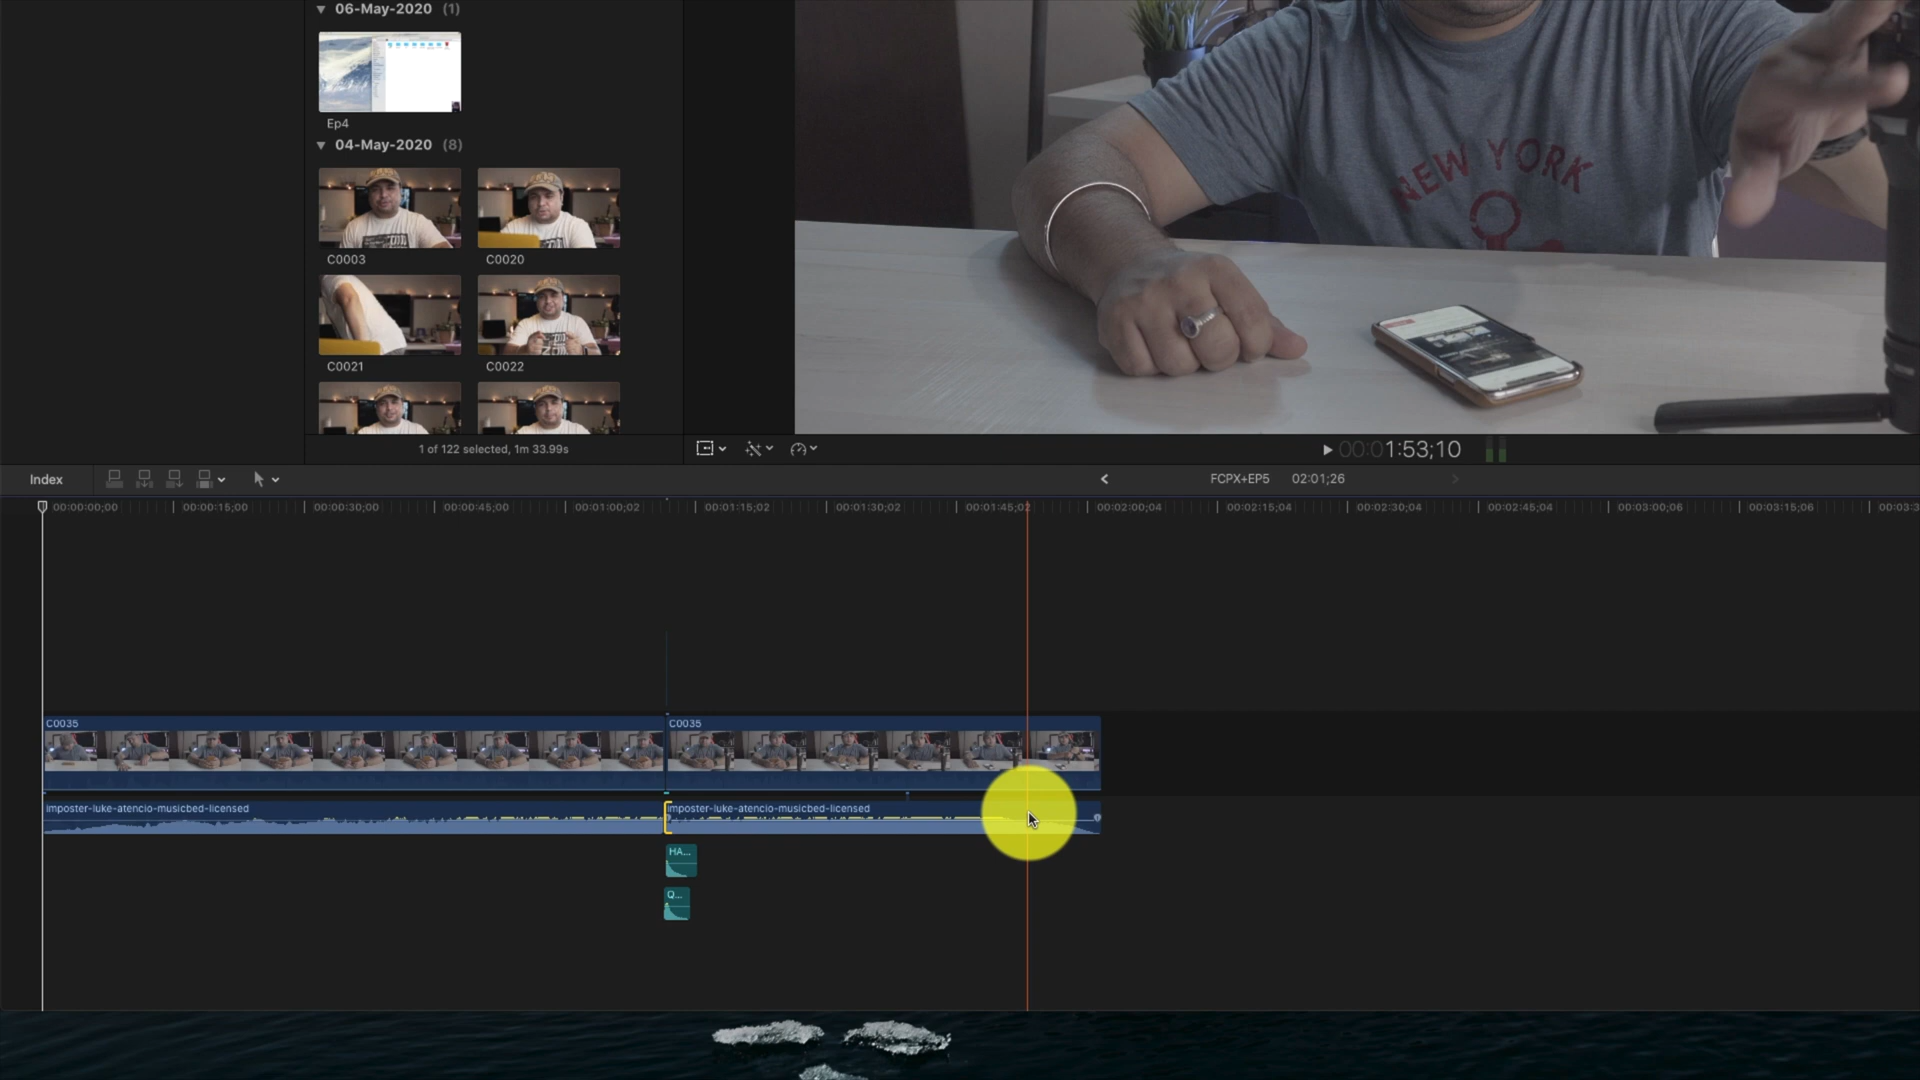 06-May-2020 (1)
Ep4
04-May-2020 (8)
C0003
C0020
C0021
C0022
1 of 122 selected, 1m 33.99s
NEW YORK
00:01:53;10
Index
FCPX+EP5 02:01;26
00:00:00;00
00:00:15;00
00:00:30;00
00:00:45;00
00:01:00;02
00:01:15;02
00:01:30;02
00:01:45;02
00:02:00;04
00:02:15;04
00:02:30;04
00:02:45;04
00:03:00;06
00:03:15;06
00:03:3
C0035
C0035
imposter-luke-atencio-musicbed-licensed
imposter-luke-atencio-musicbed-licensed
HA...
Q...